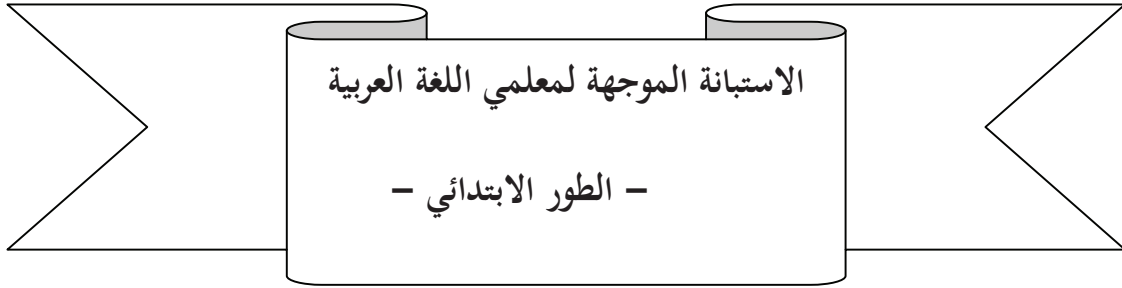 الاستبانة الموجهة لمعلمي اللغة العربية
– الطور الابتدائي –